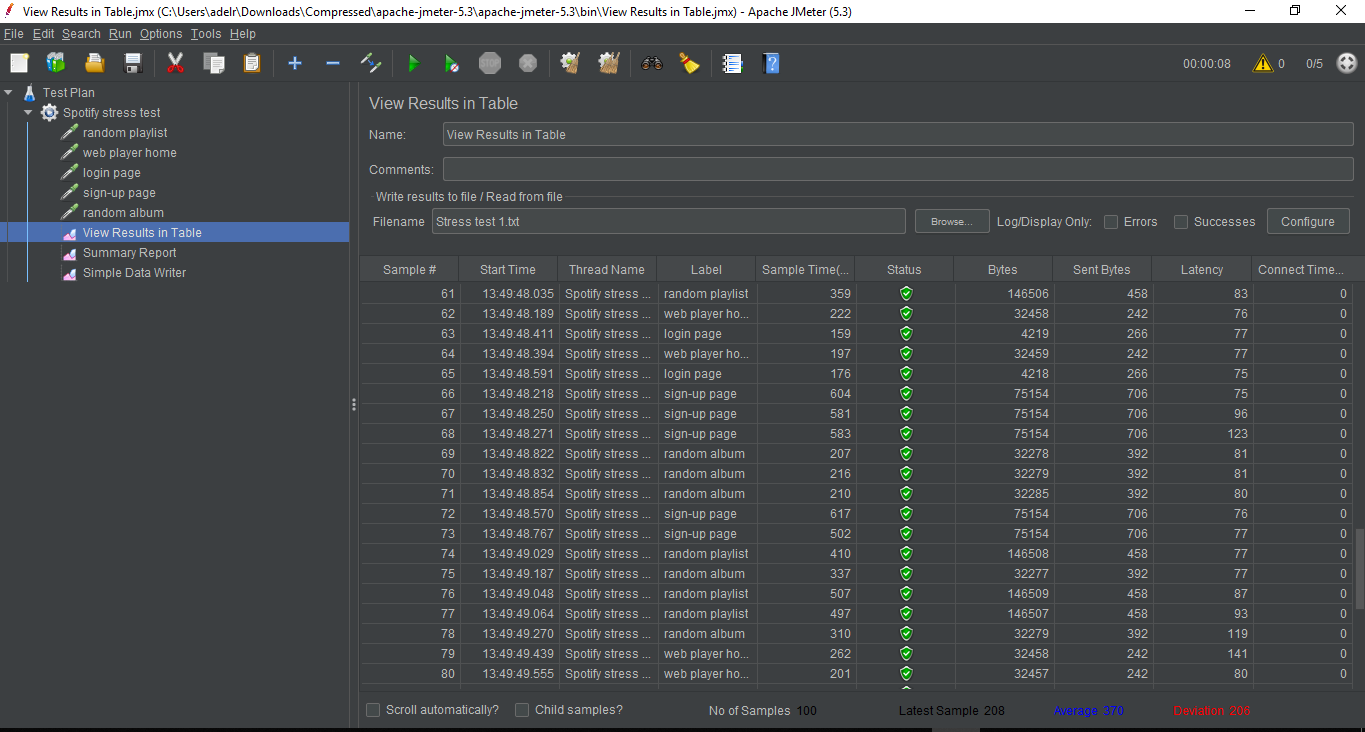 View Results in Table.jmx (C:\Users\adelr\Downloads\Compressed\apache-jmeter-5.3\apache-jmeter-5.3\bin\View Results in Table.jmx) - Apache JMeter (5.3)
File Edit Search Run Options Tools Help
STOP 00:00:08 0 0/5
Test Plan
Spotify stress test
random playlist
web player home
login page
sign-up page
random album
View Results in Table
Summary Report
Simple Data Writer
View Results in Table
Name: View Results in Table
Comments:
Write results to file / Read from file
Filename Stress test 1.txt Browse... Log/Display Only: Errors Successes Configure
Sample # Start Time Thread Name Label Sample Time(... Status Bytes Sent Bytes Latency Connect Time...
61 13:49:48.035 Spotify stress ... random playlist 359 146506 458 83 0
62 13:49:48.189 Spotify stress ... web player ho... 222 32458 242 76 0
63 13:49:48.411 Spotify stress ... login page 159 4219 266 77 0
64 13:49:48.394 Spotify stress ... web player ho... 197 32459 242 77 0
65 13:49:48.591 Spotify stress ... login page 176 4218 266 75 0
66 13:49:48.218 Spotify stress ... sign-up page 604 75154 706 75 0
67 13:49:48.250 Spotify stress ... sign-up page 581 75154 706 96 0
68 13:49:48.271 Spotify stress ... sign-up page 583 75154 706 123 0
69 13:49:48.822 Spotify stress ... random album 207 32278 392 81 0
70 13:49:48.832 Spotify stress ... random album 216 32279 392 81 0
71 13:49:48.854 Spotify stress ... random album 210 32285 392 80 0
72 13:49:48.570 Spotify stress ... sign-up page 617 75154 706 76 0
73 13:49:48.767 Spotify stress ... sign-up page 502 75154 706 77 0
74 13:49:49.029 Spotify stress ... random playlist 410 146508 458 77 0
75 13:49:49.187 Spotify stress ... random album 337 32277 392 77 0
76 13:49:49.048 Spotify stress ... random playlist 507 146509 458 87 0
77 13:49:49.064 Spotify stress ... random playlist 497 146507 458 93 0
78 13:49:49.270 Spotify stress ... random album 310 32279 392 119 0
79 13:49:49.439 Spotify stress ... web player ho... 262 32458 242 141 0
80 13:49:49.555 Spotify stress ... web player ho... 201 32457 242 80 0
Scroll automatically? Child samples? No of Samples 100 Latest Sample 208 Average 370 Deviation 206